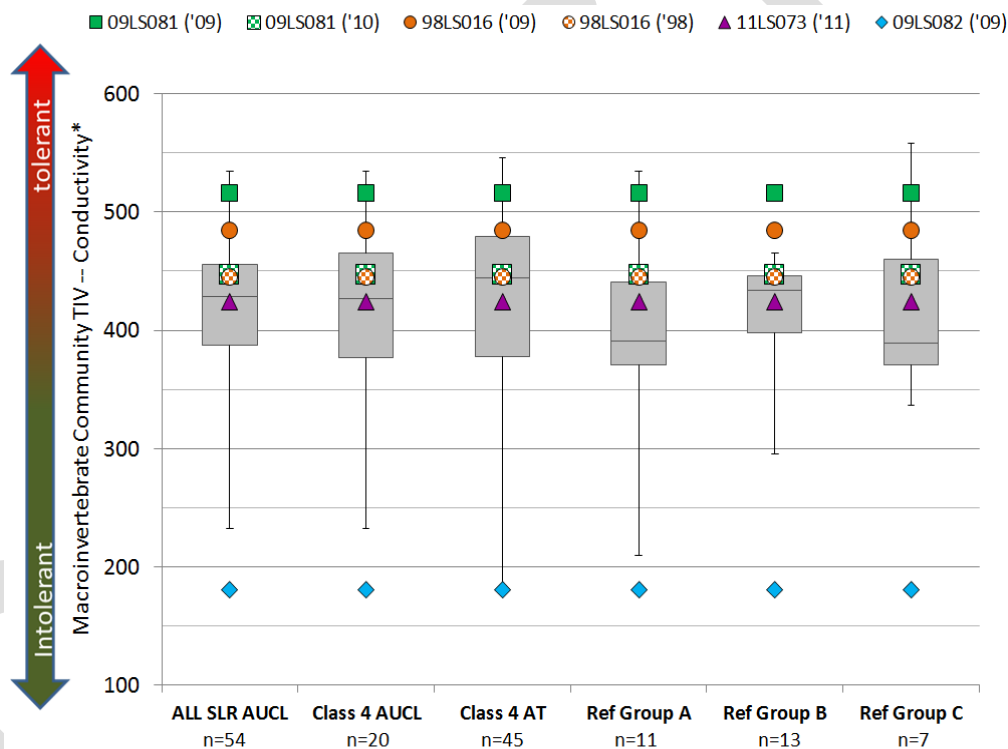 09LS081 ('09) 09LS081 ('10) 98LS016 ('09) 98LS016 ('98) 11LS073 ('11) 09LS082 ('09)
tolerant
Intolerant
Macroinvertebrate Community TIV -- Conductivity*
600
500
400
300
200
100
ALL SLR AUCL Class 4 AUCL Class 4 AT Ref Group A Ref Group B Ref Group C
n=54 n=20 n=45 n=11 n=13 n=7